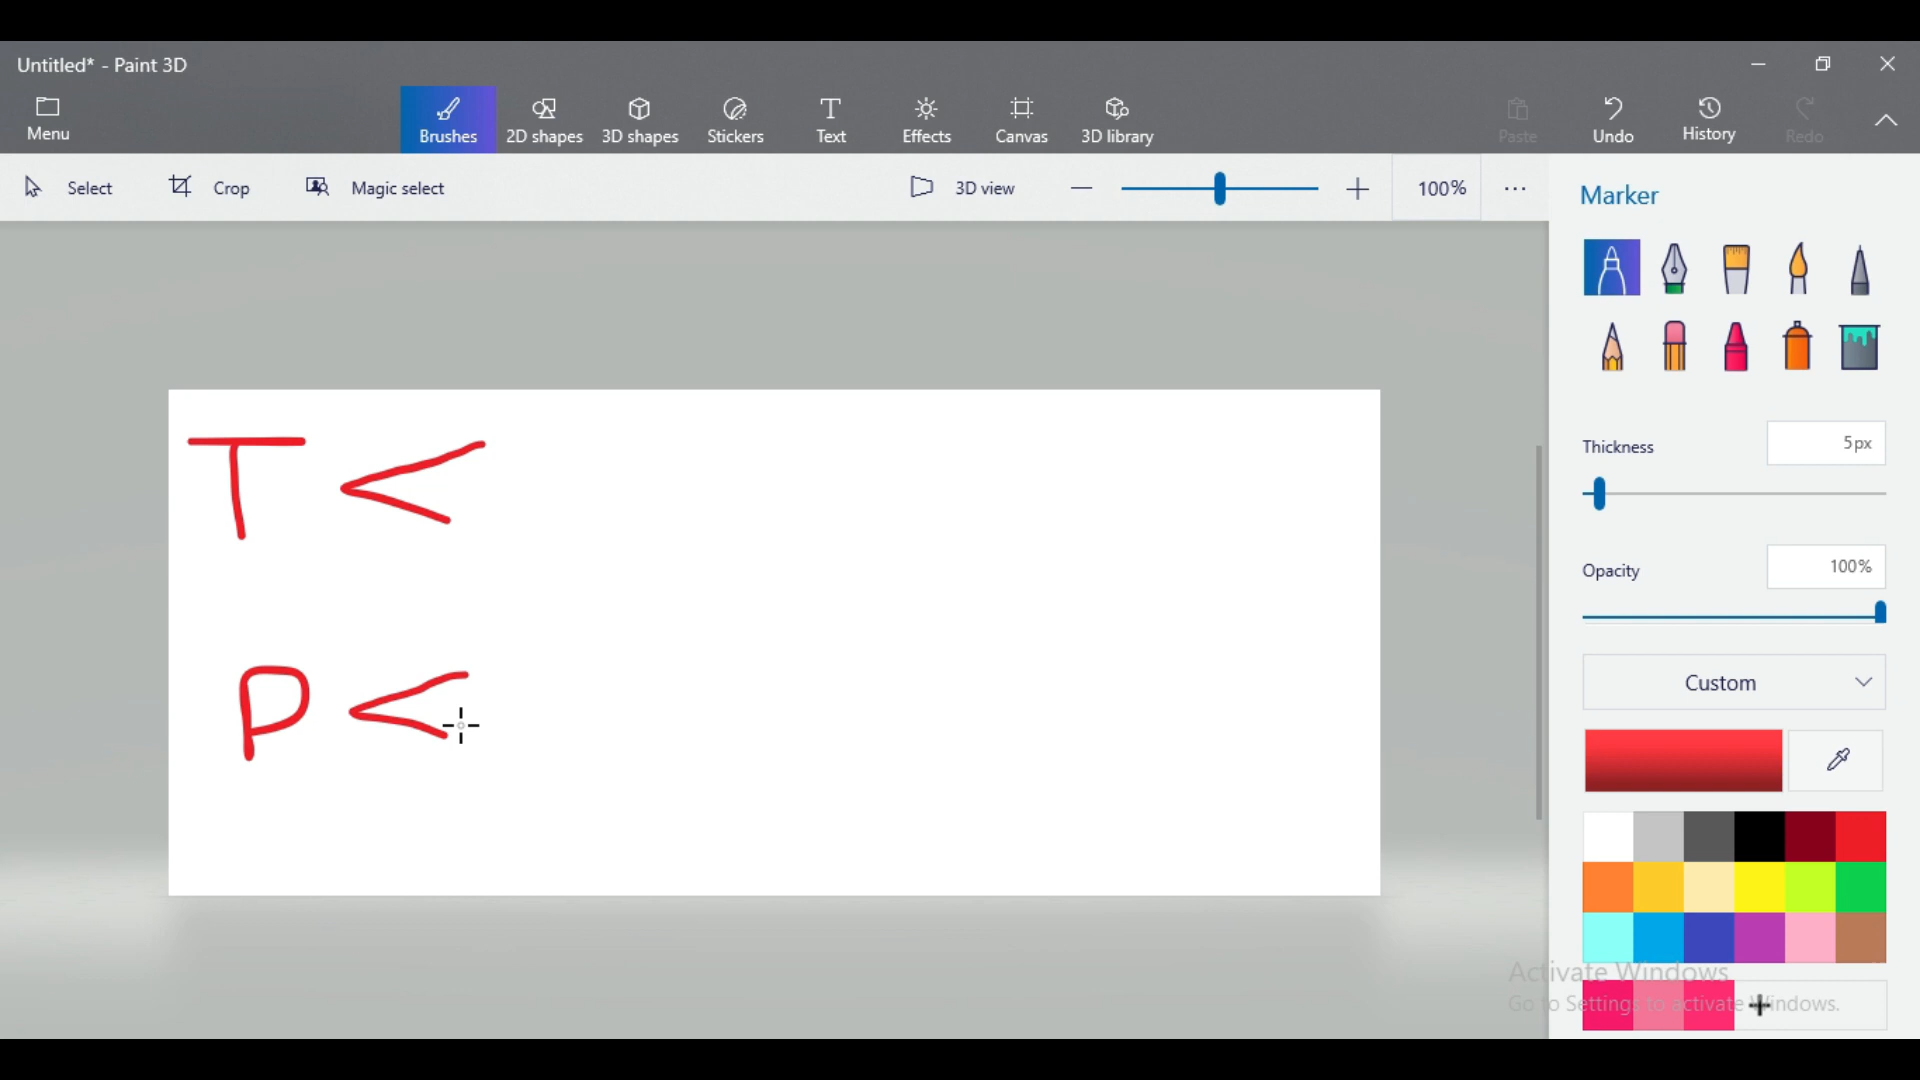 Untitled* - Paint 3D
Menu Brushes 2D shapes 3D shapes Stickers Text Effects Canvas 3D library Paste Undo History Redo
Select Crop Magic select 3D view 100% ...
Marker
T <
Thickness 5px
Opacity 100%
P <
Custom
Activate Windows
Go to Settings to activate Windows.